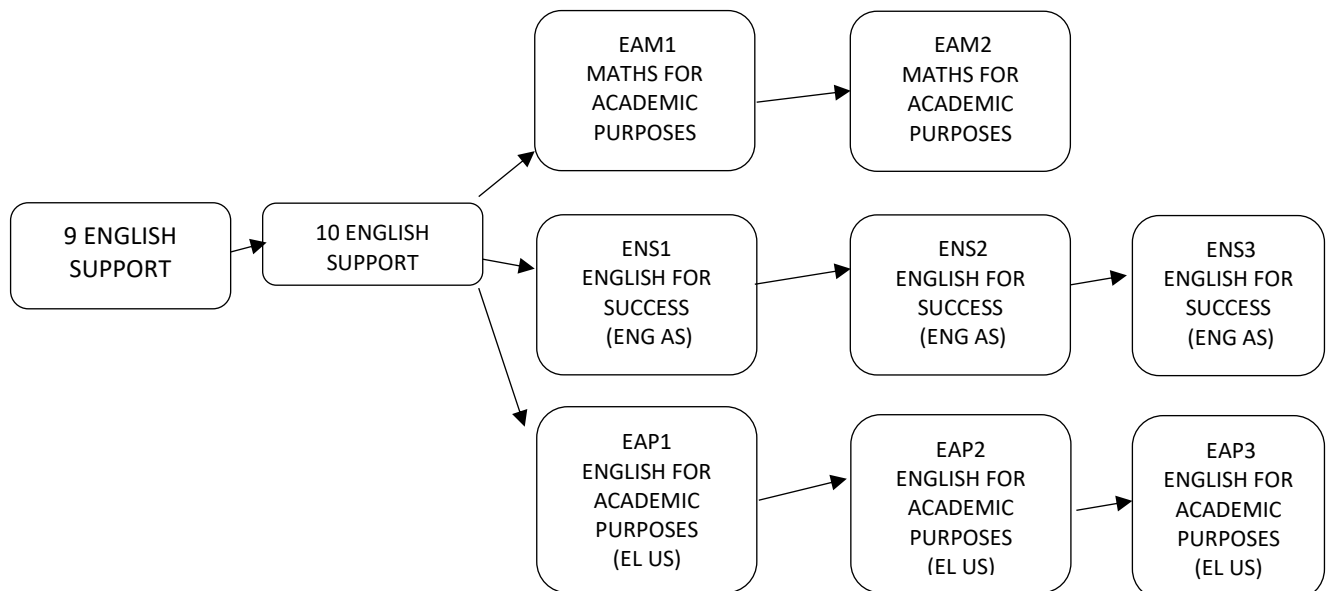 9 ENGLISH
SUPPORT
10 ENGLISH
SUPPORT
EAM1
MATHS FOR
ACADEMIC
PURPOSES
EAM2
MATHS FOR
ACADEMIC
PURPOSES
ENS1
ENGLISH FOR
SUCCESS
(ENG AS)
ENS2
ENGLISH FOR
SUCCESS
(ENG AS)
ENS3
ENGLISH FOR
SUCCESS
(ENG AS)
EAP1
ENGLISH FOR
ACADEMIC
PURPOSES
(EL US)
EAP2
ENGLISH FOR
ACADEMIC
PURPOSES
(EL US)
EAP3
ENGLISH FOR
ACADEMIC
PURPOSES
(EL US)